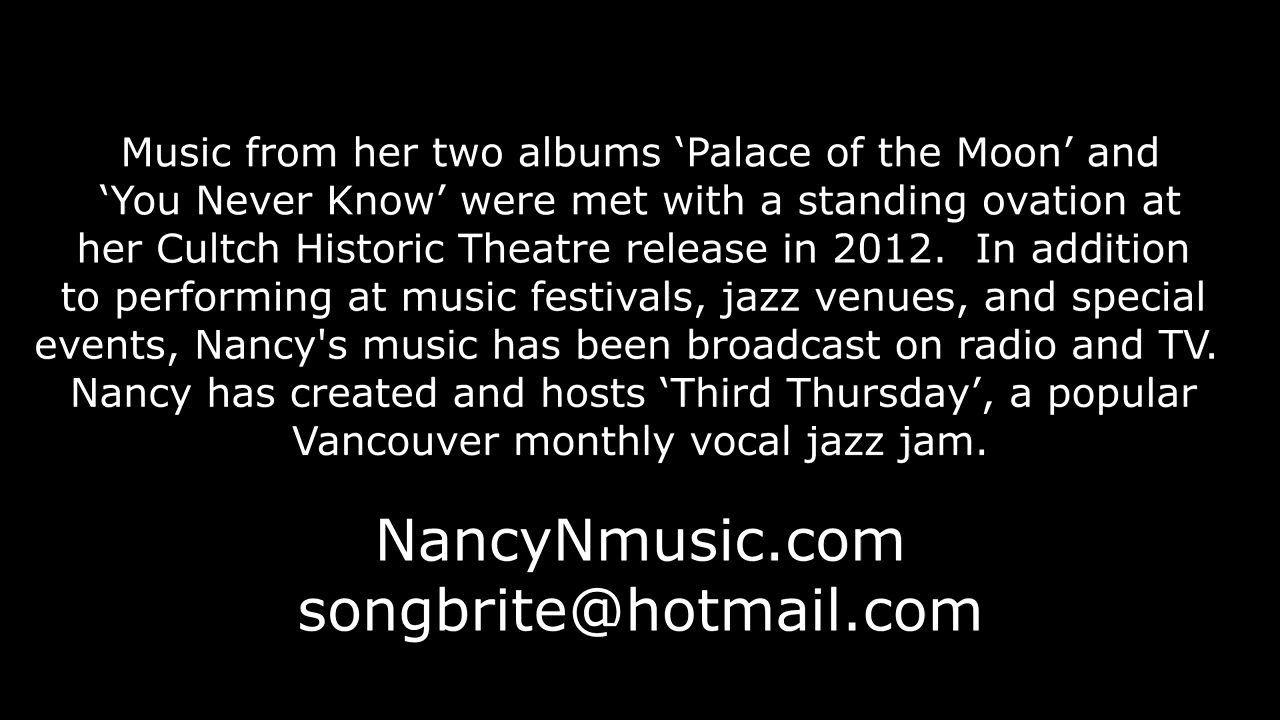 Music from her two albums ‘Palace of the Moon’ and
‘You Never Know’ were met with a standing ovation at
her Cultch Historic Theatre release in 2012.  In addition
to performing at music festivals, jazz venues, and special
events, Nancy's music has been broadcast on radio and TV.
Nancy has created and hosts ‘Third Thursday’, a popular
Vancouver monthly vocal jazz jam.
NancyNmusic.com
songbrite@hotmail.com